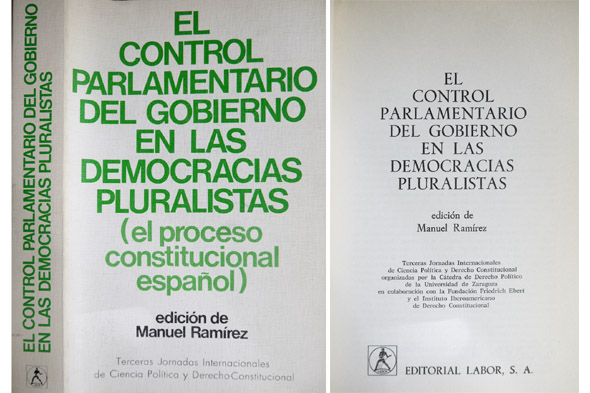 EL CONTROL PARLAMENTARIO DEL GOBIERNO
EN LAS DEMOCRACIAS PLURALISTAS
EL
CONTROL
PARLAMENTARIO
DEL GOBIERNO
EN LAS
DEMOCRACIAS
PLURALISTAS
(el proceso
constitucional
español)
edición de
Manuel Ramírez
Terceras Jornadas Internacionales
de Ciencia Política y Derecho Constitucional
EL
CONTROL
PARLAMENTARIO
DEL GOBIERNO
EN LAS
DEMOCRACIAS
PLURALISTAS
edición de
Manuel Ramírez
Terceras Jornadas Internacionales
de Ciencia Política y Derecho Constitucional
organizadas por la Cátedra de Derecho Político
de la Universidad de Zaragoza
en colaboración con la Fundación Friedrich Ebert
y el Instituto Iberoamericano
de Derecho Constitucional
EDITORIAL LABOR, S. A.